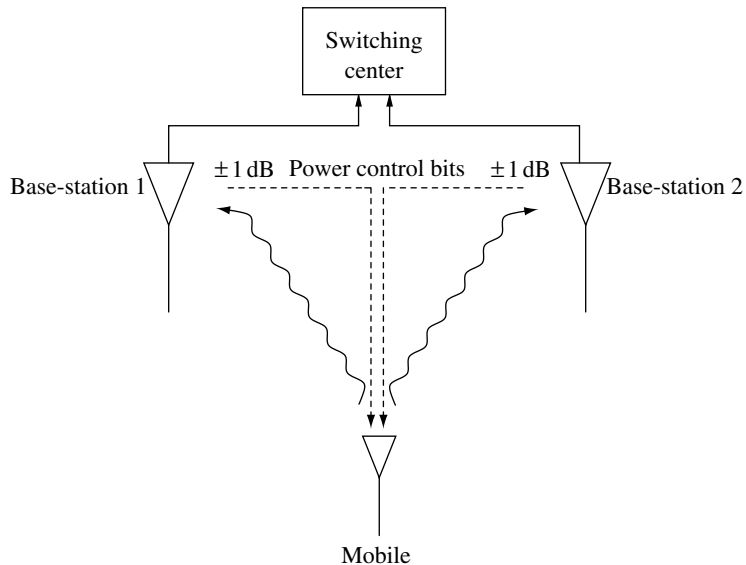 Switching
center
± 1 dB Power control bits ± 1 dB
Base-station 1
Base-station 2
Mobile